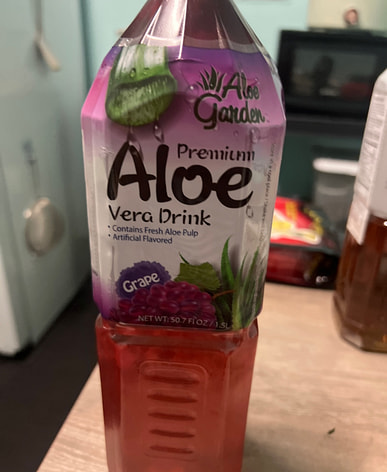 Aloe
Garden
Premium
Aloe
Vera Drink
• Contains Fresh Aloe Pulp
• Artificial Flavored
Grape
NET WT. 50.7 Fl OZ / 1.5L